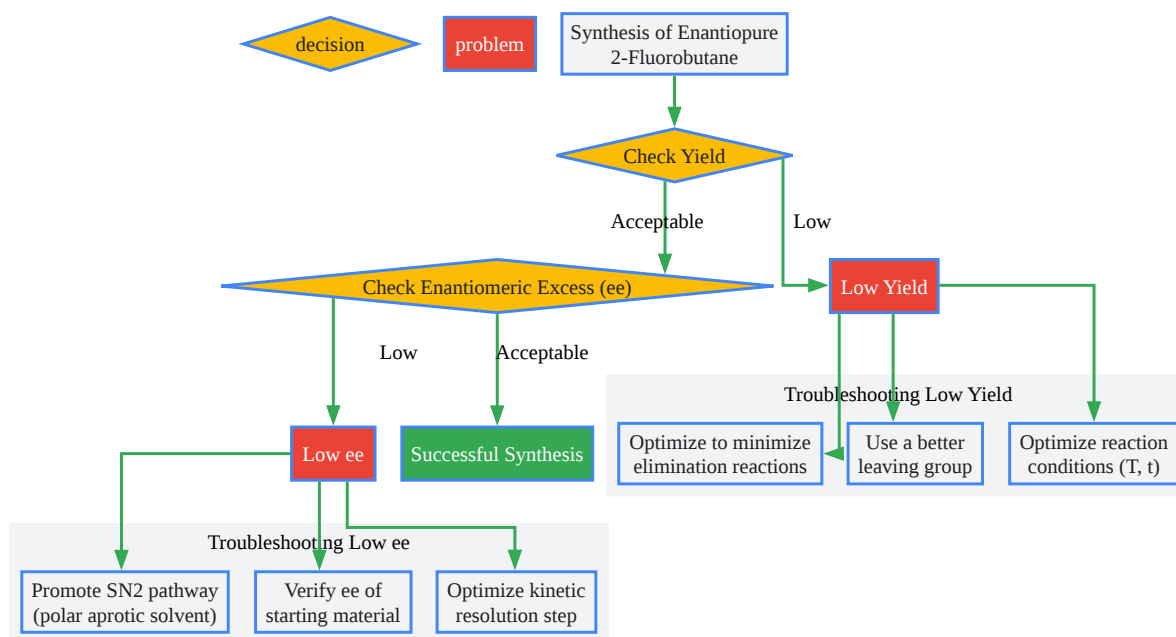 decision
problem
Synthesis of Enantiopure
2-Fluorobutane
Check Yield
Acceptable
Low
Check Enantiomeric Excess (ee)
Low Yield
Low
Acceptable
Troubleshooting Low Yield
Optimize to minimize
elimination reactions
Use a better
leaving group
Optimize reaction
conditions (T, t)
Low ee
Successful Synthesis
Troubleshooting Low ee
Promote SN2 pathway
(polar aprotic solvent)
Verify ee of
starting material
Optimize kinetic
resolution step